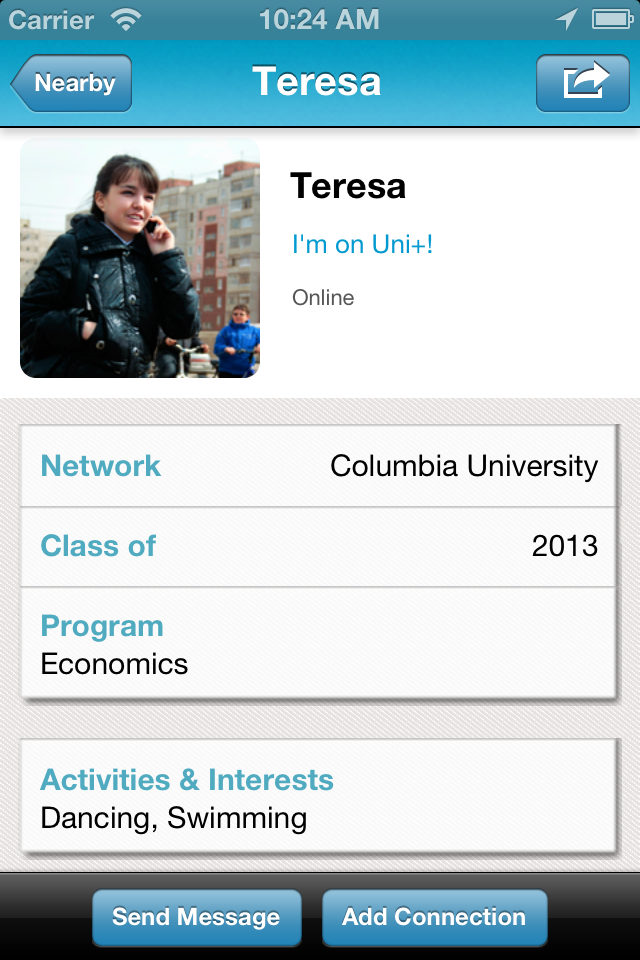 Carrier 10:24 AM
Nearby Teresa
Teresa
I'm on Uni+!
Online
Network Columbia University
Class of 2013
Program
Economics
Activities & Interests
Dancing, Swimming
Send Message Add Connection